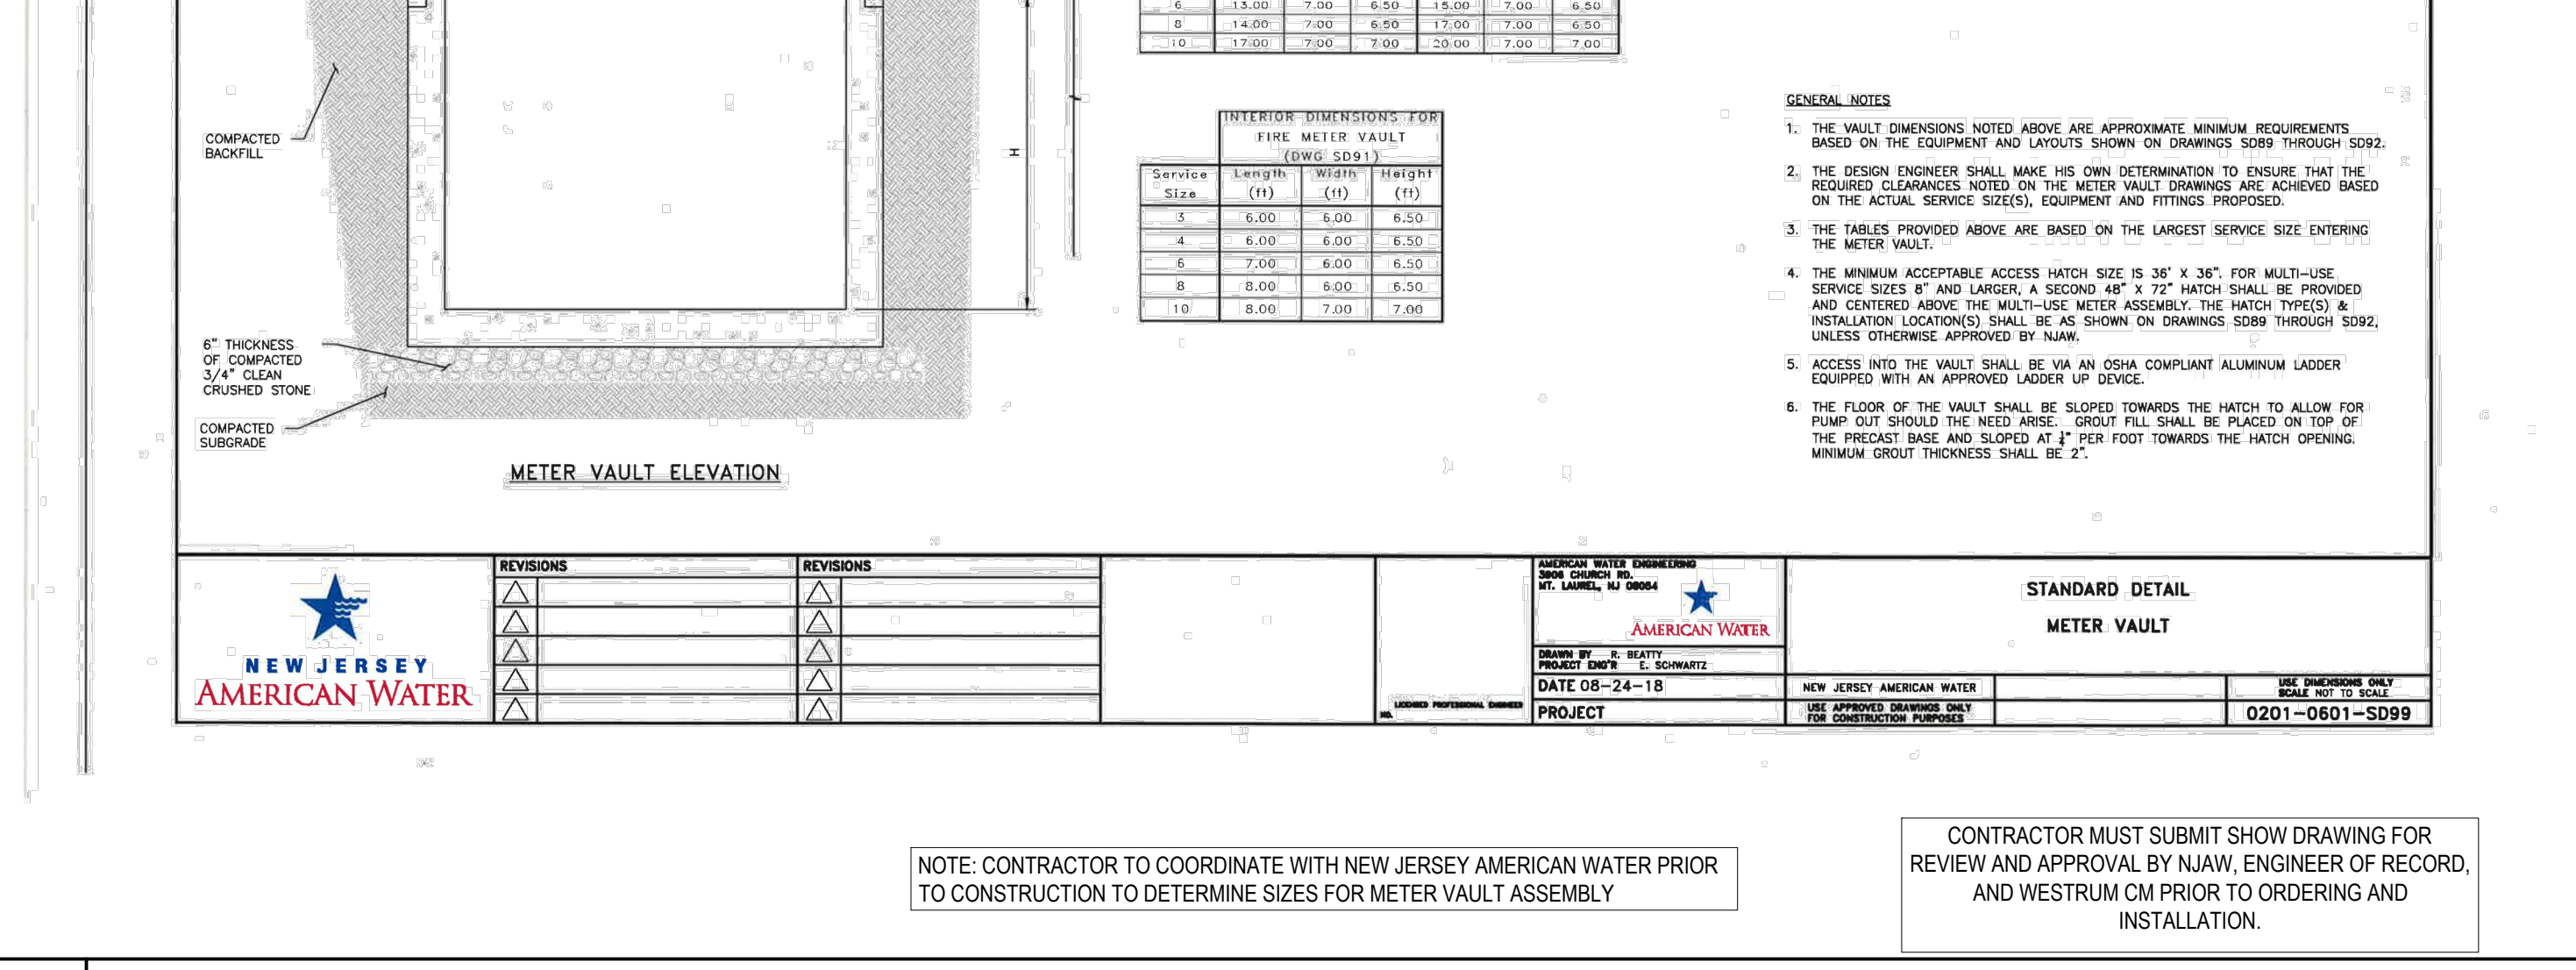 6 13.00 7.00 6.50 15.00 7.00 6.50
8 14.00 7.00 6.50 17.00 7.00 6.50
10 17.00 7.00 7.00 20.00 7.00 7.00
COMPACTED
BACKFILL
H
6" THICKNESS
OF COMPACTED
3/4" CLEAN
CRUSHED STONE
COMPACTED
SUBGRADE
METER VAULT ELEVATION
INTERIOR DIMENSIONS FOR
FIRE METER VAULT
(DWG SD91)
Service Length Width Height
Size (ft) (ft) (ft)
3 6.00 6.00 6.50
4 6.00 6.00 6.50
6 7.00 6.00 6.50
8 8.00 6.00 6.50
10 8.00 7.00 7.00
GENERAL NOTES
1. THE VAULT DIMENSIONS NOTED ABOVE ARE APPROXIMATE MINIMUM REQUIREMENTS
BASED ON THE EQUIPMENT AND LAYOUTS SHOWN ON DRAWINGS SD89 THROUGH SD92.
2. THE DESIGN ENGINEER SHALL MAKE HIS OWN DETERMINATION TO ENSURE THAT THE
REQUIRED CLEARANCES NOTED ON THE METER VAULT DRAWINGS ARE ACHIEVED BASED
ON THE ACTUAL SERVICE SIZE(S), EQUIPMENT AND FITTINGS PROPOSED.
3. THE TABLES PROVIDED ABOVE ARE BASED ON THE LARGEST SERVICE SIZE ENTERING
THE METER VAULT.
4. THE MINIMUM ACCEPTABLE ACCESS HATCH SIZE IS 36' X 36". FOR MULTI-USE
SERVICE SIZES 8" AND LARGER, A SECOND 48" X 72" HATCH SHALL BE PROVIDED
AND CENTERED ABOVE THE MULTI-USE METER ASSEMBLY. THE HATCH TYPE(S) &
INSTALLATION LOCATION(S) SHALL BE AS SHOWN ON DRAWINGS SD89 THROUGH SD92,
UNLESS OTHERWISE APPROVED BY NJAW.
5. ACCESS INTO THE VAULT SHALL BE VIA AN OSHA COMPLIANT ALUMINUM LADDER
EQUIPPED WITH AN APPROVED LADDER UP DEVICE.
6. THE FLOOR OF THE VAULT SHALL BE SLOPED TOWARDS THE HATCH TO ALLOW FOR
PUMP OUT SHOULD THE NEED ARISE. GROUT FILL SHALL BE PLACED ON TOP OF
THE PRECAST BASE AND SLOPED AT PER FOOT TOWARDS THE HATCH OPENING.
MINIMUM GROUT THICKNESS SHALL BE 2".
NEW JERSEY
AMERICAN WATER
REVISIONS
REVISIONS
NO. LICENSED PROFESSIONAL ENGINEER
AMERICAN WATER ENGINEERING
3906 CHURCH RD.
MT. LAUREL, NJ 08054
AMERICAN WATER
DRAWN BY R. BEATTY
PROJECT ENG'R E. SCHWARTZ
DATE 08-24-18
PROJECT
STANDARD DETAIL
METER VAULT
NEW JERSEY AMERICAN WATER
USE APPROVED DRAWINGS ONLY
FOR CONSTRUCTION PURPOSES
USE DIMENSIONS ONLY
SCALE NOT TO SCALE
0201-0601-SD99
NOTE: CONTRACTOR TO COORDINATE WITH NEW JERSEY AMERICAN WATER PRIOR
TO CONSTRUCTION TO DETERMINE SIZES FOR METER VAULT ASSEMBLY
CONTRACTOR MUST SUBMIT SHOW DRAWING FOR
REVIEW AND APPROVAL BY NJAW, ENGINEER OF RECORD,
AND WESTRUM CM PRIOR TO ORDERING AND
INSTALLATION.